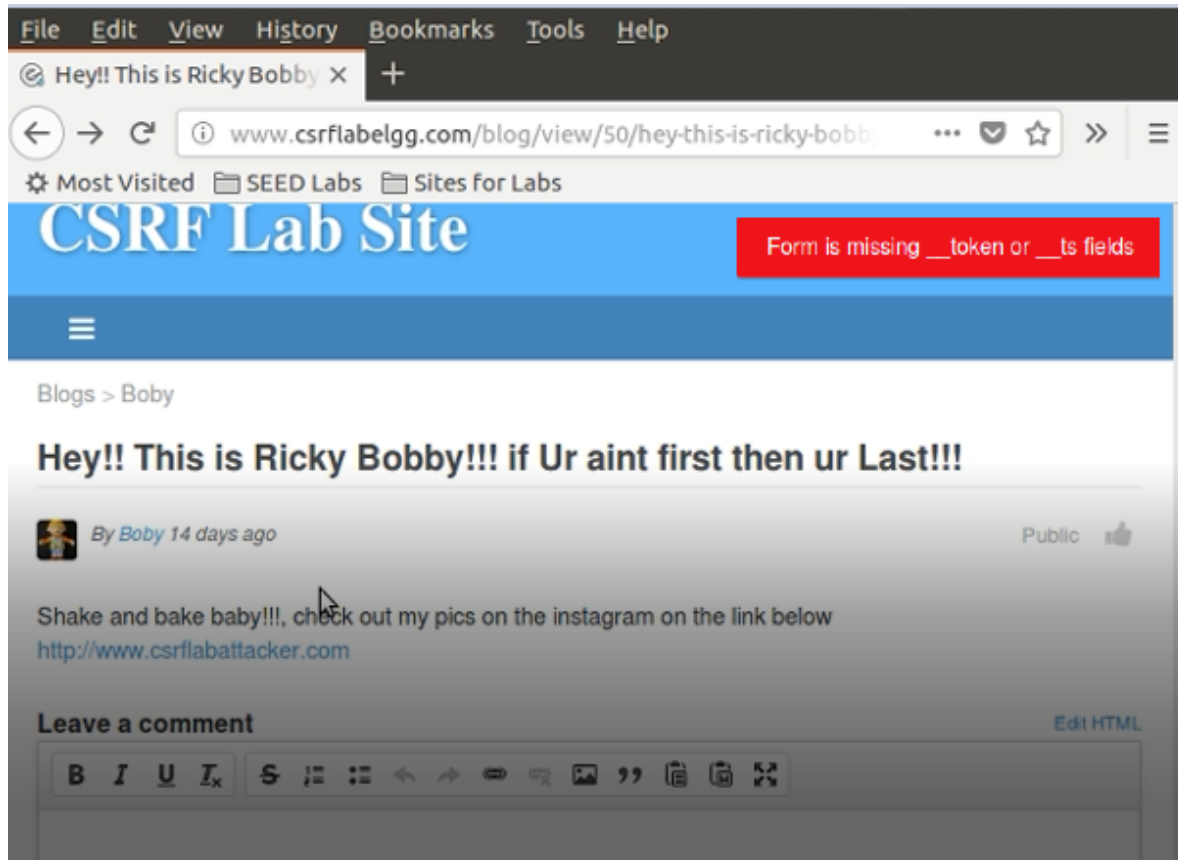 File Edit View History Bookmarks Tools Help
Hey!! This is Ricky Bobby
www.csrflabelgg.com/blog/view/50/hey-this-is-ricky-bobb
Most Visited SEED Labs Sites for Labs
CSRF Lab Site
Form is missing __token or __ts fields
Blogs > Boby
Hey!! This is Ricky Bobby!!! if Ur aint first then ur Last!!!
By Boby 14 days ago
Public
Shake and bake baby!!!, check out my pics on the instagram on the link below
http://www.csrflabattacker.com
Leave a comment
Edit HTML
B I U Tx S